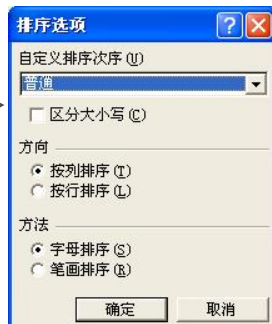 排序选项
自定义排序次序(U)
普通
区分大小写(C)
方向
按列排序(T)
按行排序(L)
方法
字母排序(S)
笔画排序(R)
确定 取消